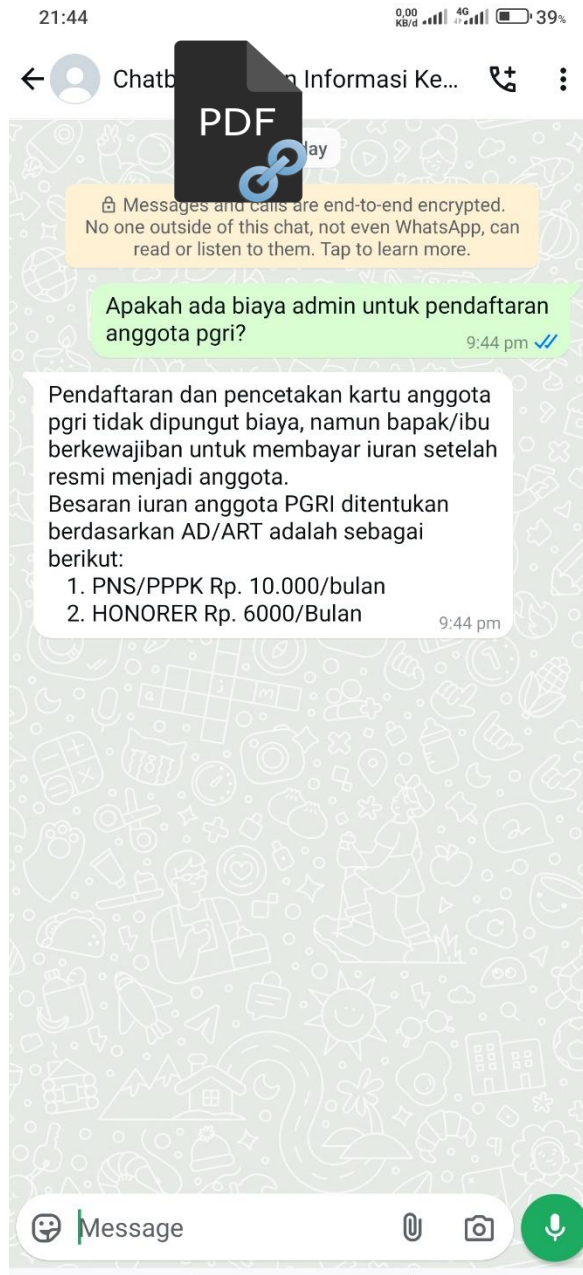 21:44
0,00
KB/d
4G
39%
Chatb
PDF
n Informasi Ke...
day
Messages and calls are end-to-end encrypted.
No one outside of this chat, not even WhatsApp, can
read or listen to them. Tap to learn more.
Apakah ada biaya admin untuk pendaftaran
anggota pgri?
9:44 pm
Pendaftaran dan pencetakan kartu anggota
pgri tidak dipungut biaya, namun bapak/ibu
berkewajiban untuk membayar iuran setelah
resmi menjadi anggota.
Besaran iuran anggota PGRI ditentukan
berdasarkan AD/ART adalah sebagai
berikut:
1. PNS/PPPK Rp. 10.000/bulan
2. HONORER Rp. 6000/Bulan
9:44 pm
Message